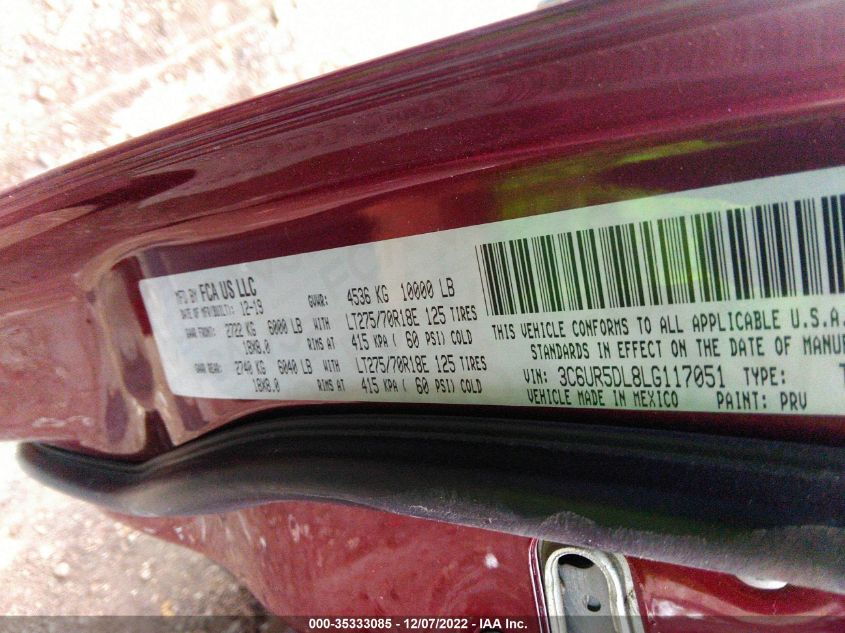 MFD BY FCA US LLC
DATE OF MFR(BUILT): 12-19 GVWR: 4536 KG 10000 LB
GAWR FRONT: 2722 KG 6000 LB WITH LT275/70R18E 125 TIRES
18X8.0 RIMS AT 415 KPA ( 60 PSI) COLD
GAWR REAR: 2740 KG 6040 LB WITH LT275/70R18E 125 TIRES
18X8.0 RIMS AT 415 KPA ( 60 PSI) COLD
THIS VEHICLE CONFORMS TO ALL APPLICABLE U.S.A.
STANDARDS IN EFFECT ON THE DATE OF MANUF
VIN: 3C6UR5DL8LG117051 TYPE: T
VEHICLE MADE IN MEXICO PAINT: PRV
000-35333085 - 12/07/2022 - IAA Inc.